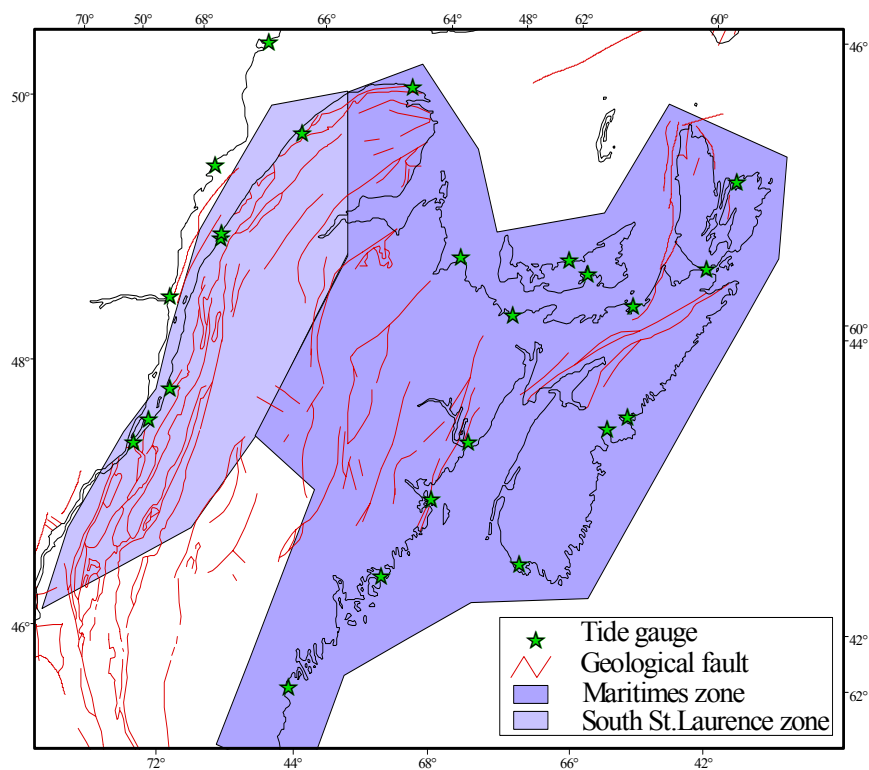 70° 50° 68° 66° 64° 48° 62° 60°
46°
50°
60°
44°
48°
46°
42°
62°
Tide gauge
Geological fault
Maritimes zone
South St.Laurence zone
72° 44° 68° 66° 42°